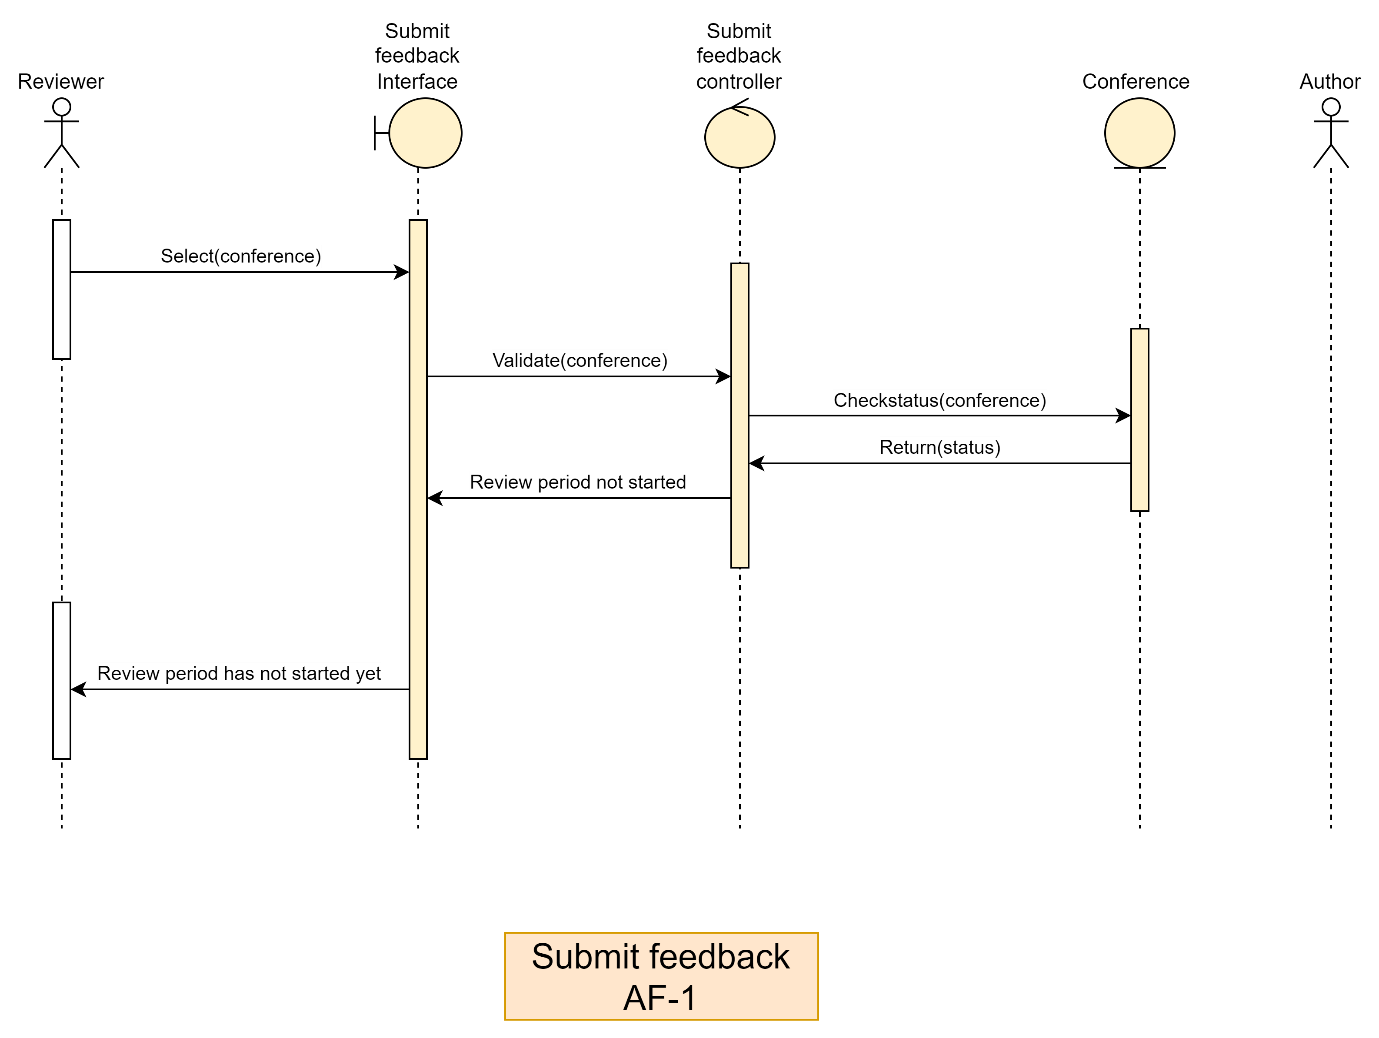 Reviewer
Submit
feedback
Interface
Submit
feedback
controller
Conference
Author
Select(conference)
Validate(conference)
Checkstatus(conference)
Return(status)
Review period not started
Review period has not started yet
Submit feedback
AF-1